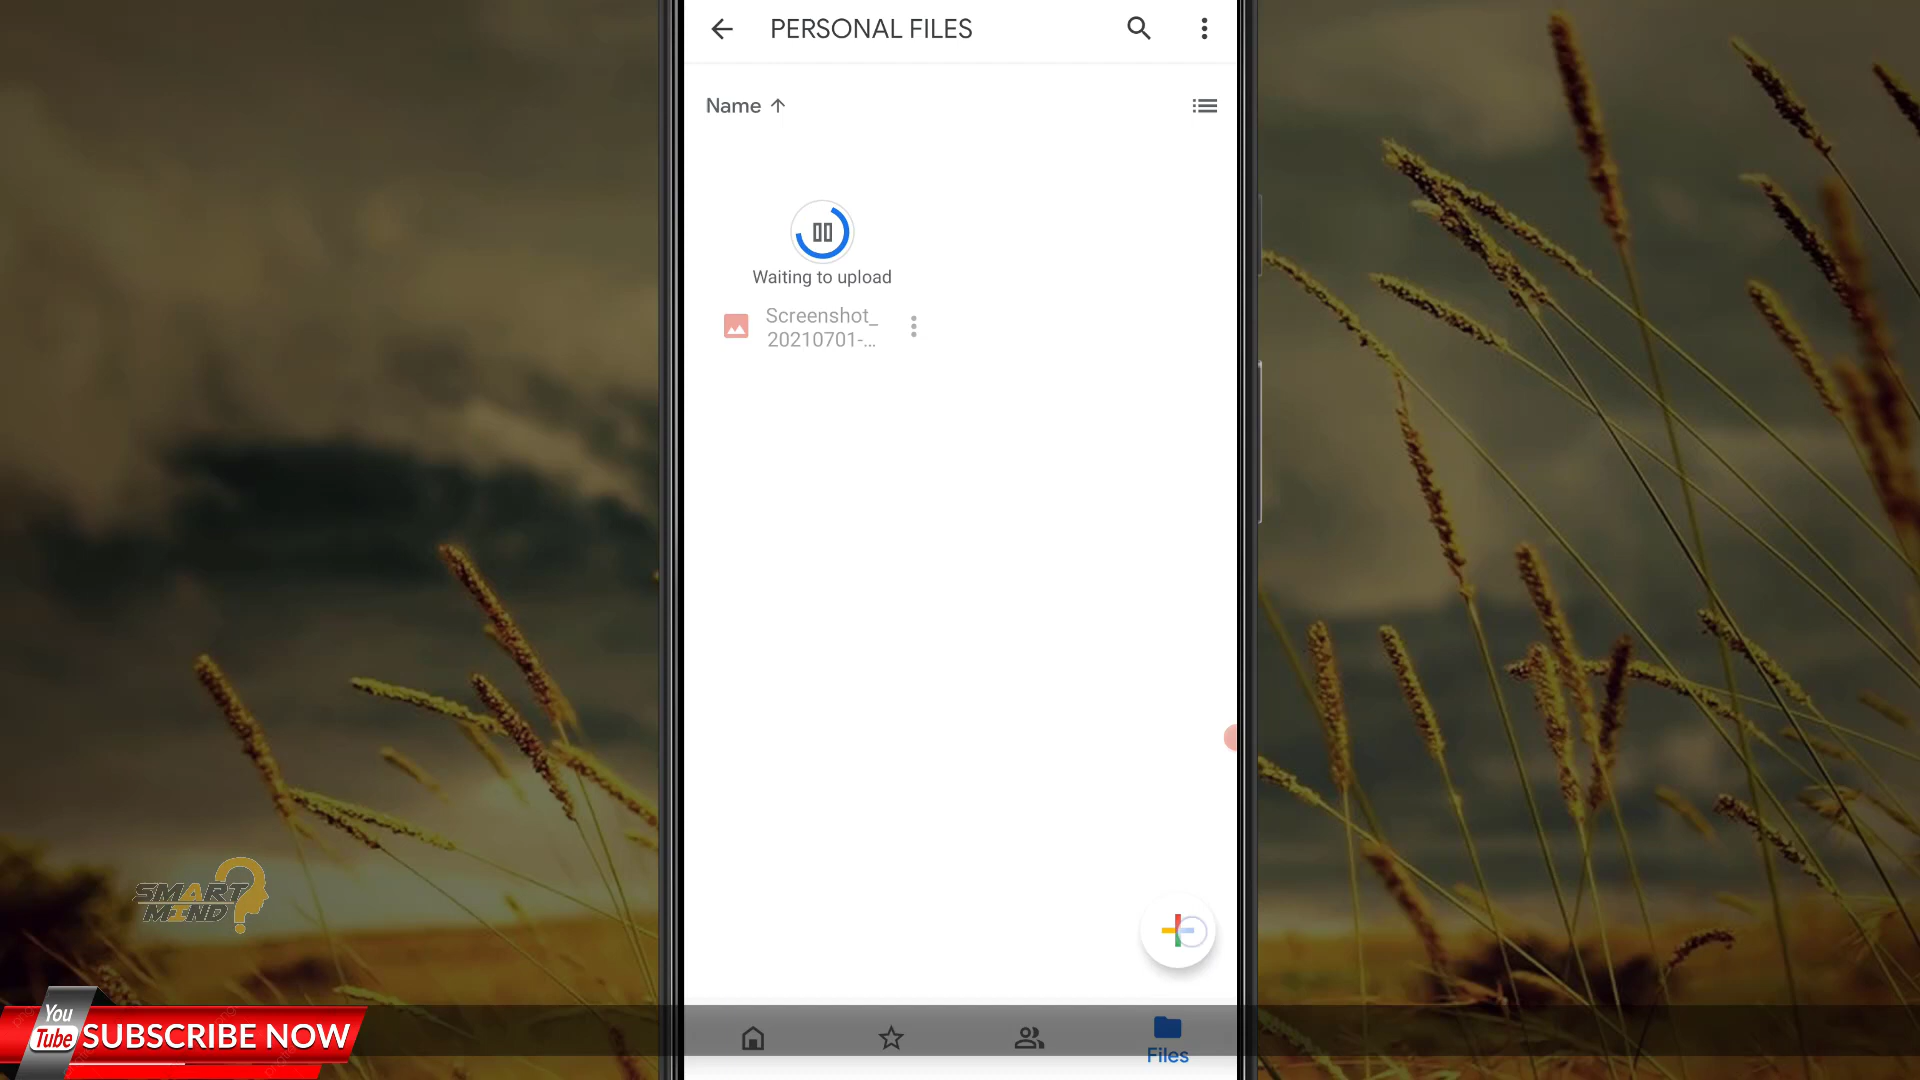 PERSONAL FILES
Name
Waiting to upload
Screenshot_
20210701-...
SMART
MIND
You
Tube
SUBSCRIBE NOW
Files